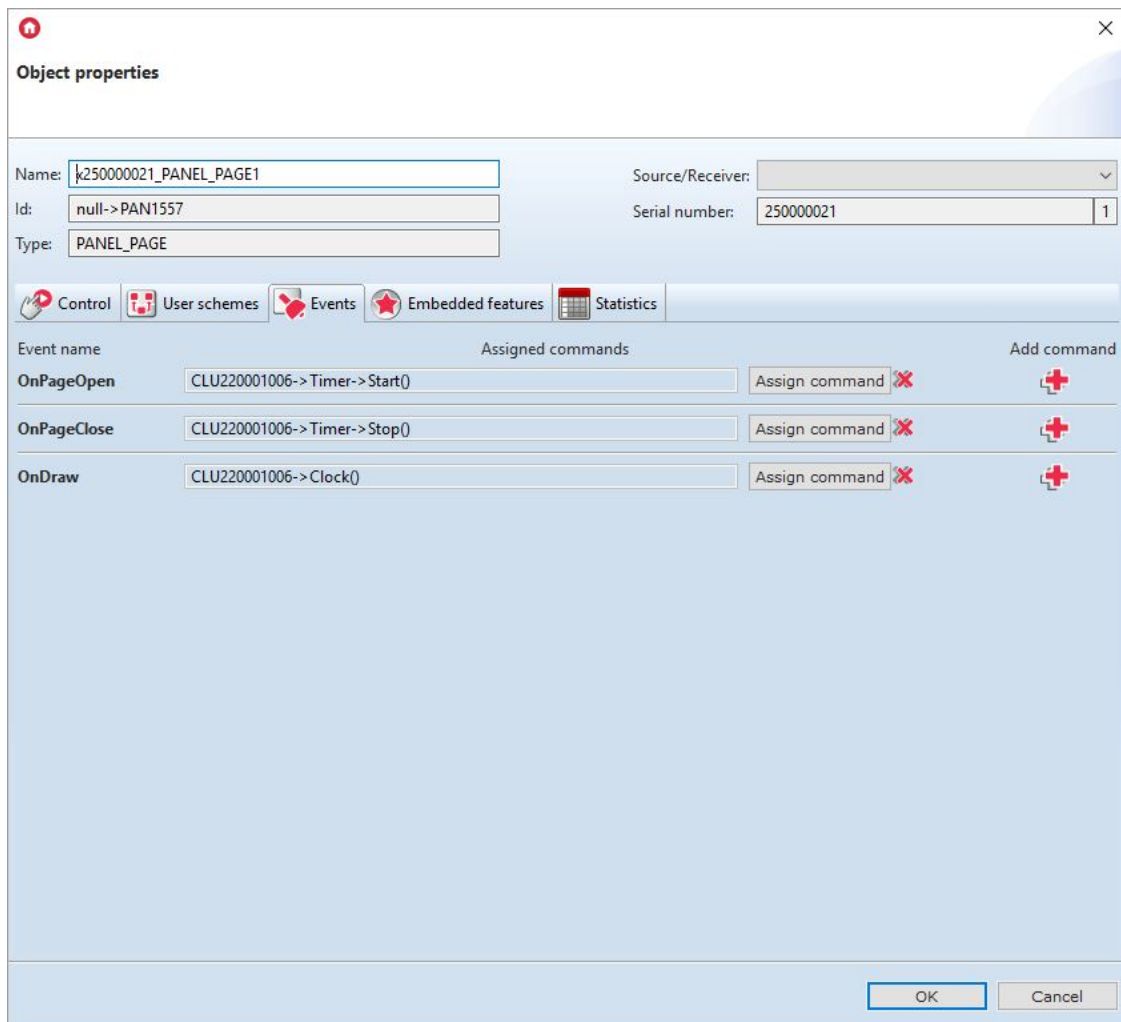 Object properties
Name: x250000021_PANEL_PAGE1 Source/Receiver:
Id: null->PAN1557 Serial number: 250000021 1
Type: PANEL_PAGE
Control User schemes Events Embedded features Statistics
Event name Assigned commands Add command
OnPageOpen CLU220001006->Timer->Start() Assign command
OnPageClose CLU220001006->Timer->Stop() Assign command
OnDraw CLU220001006->Clock() Assign command
OK Cancel